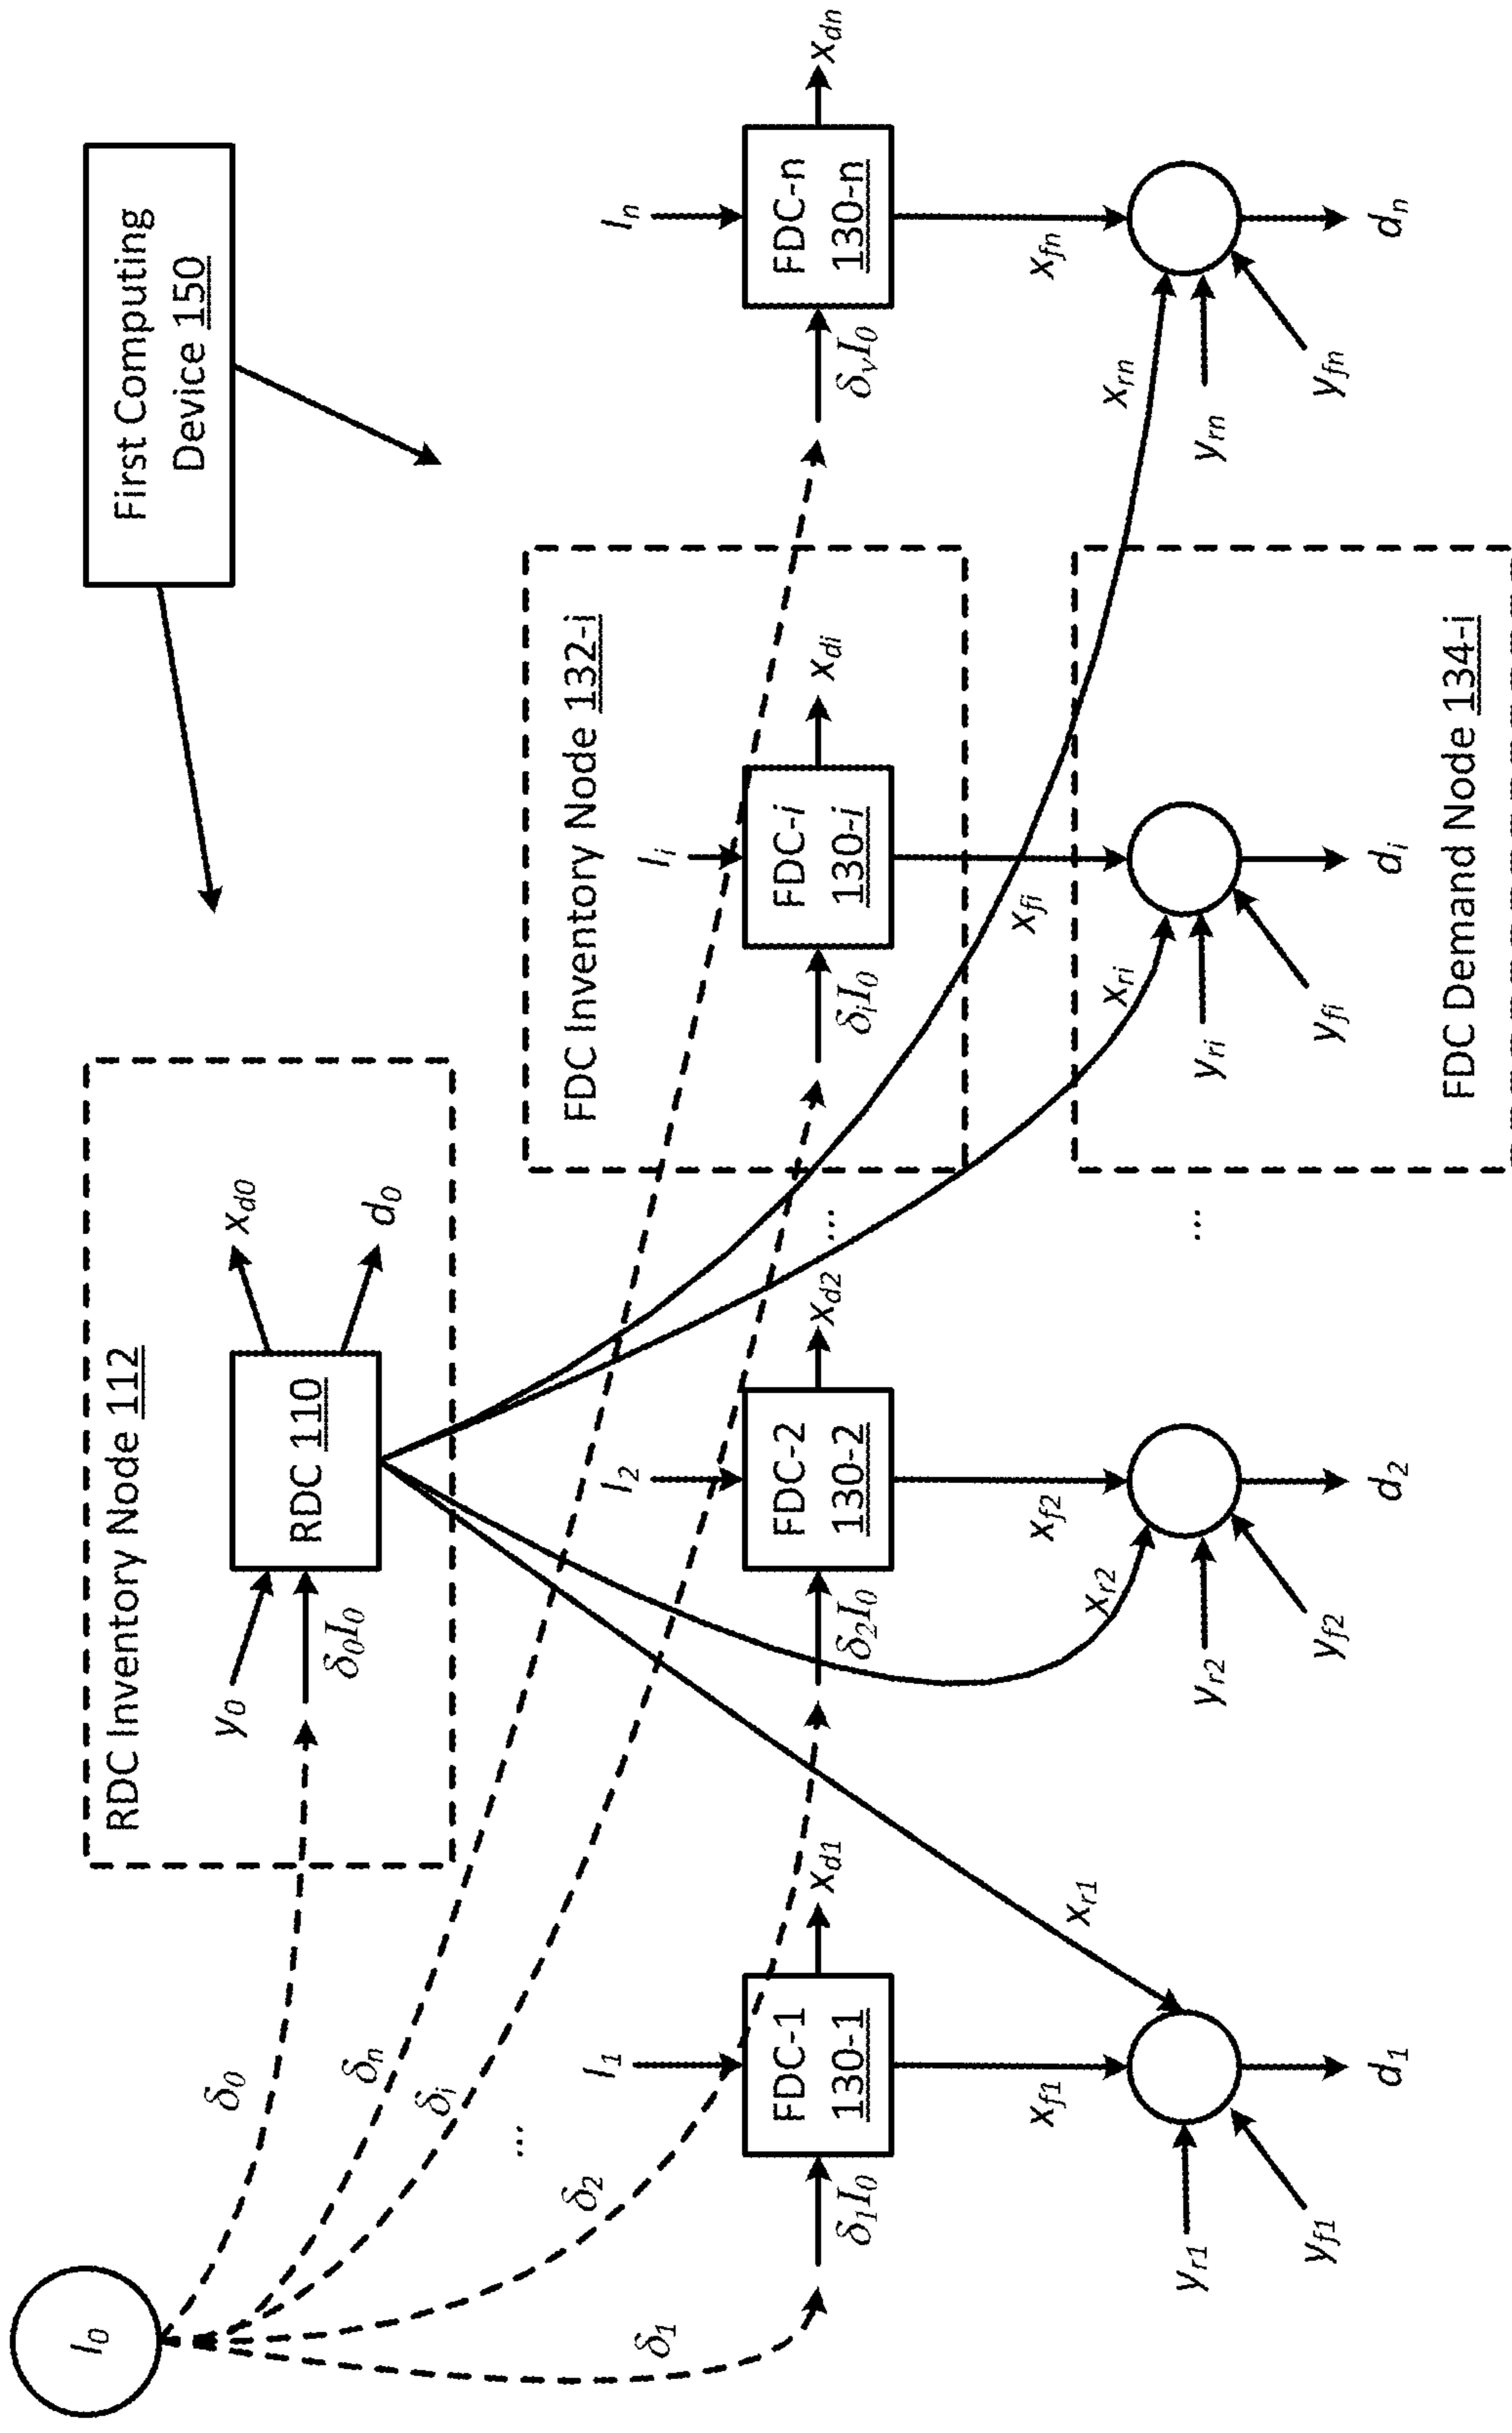 First Computing
Device 150
I0
RDC Inventory Node 112
y0
RDC 110
xd0
d0
δ0I0
δ0
δn
δi
...
δ2
δ1
FDC Inventory Node 132-i
I1
I2
Ii
In
FDC-1
130-1
xd1
FDC-2
130-2
xd2
...
FDC-i
130-i
xdi
FDC-n
130-n
xdn
δ1I0
δ2I0
δiI0
δvI0
xf1
xr1
xf2
xr2
xfi
xri
xfn
xrn
yr1
yr2
...
yri
yrn
yf1
yf2
yfi
yfn
d1
d2
di
dn
FDC Demand Node 134-i